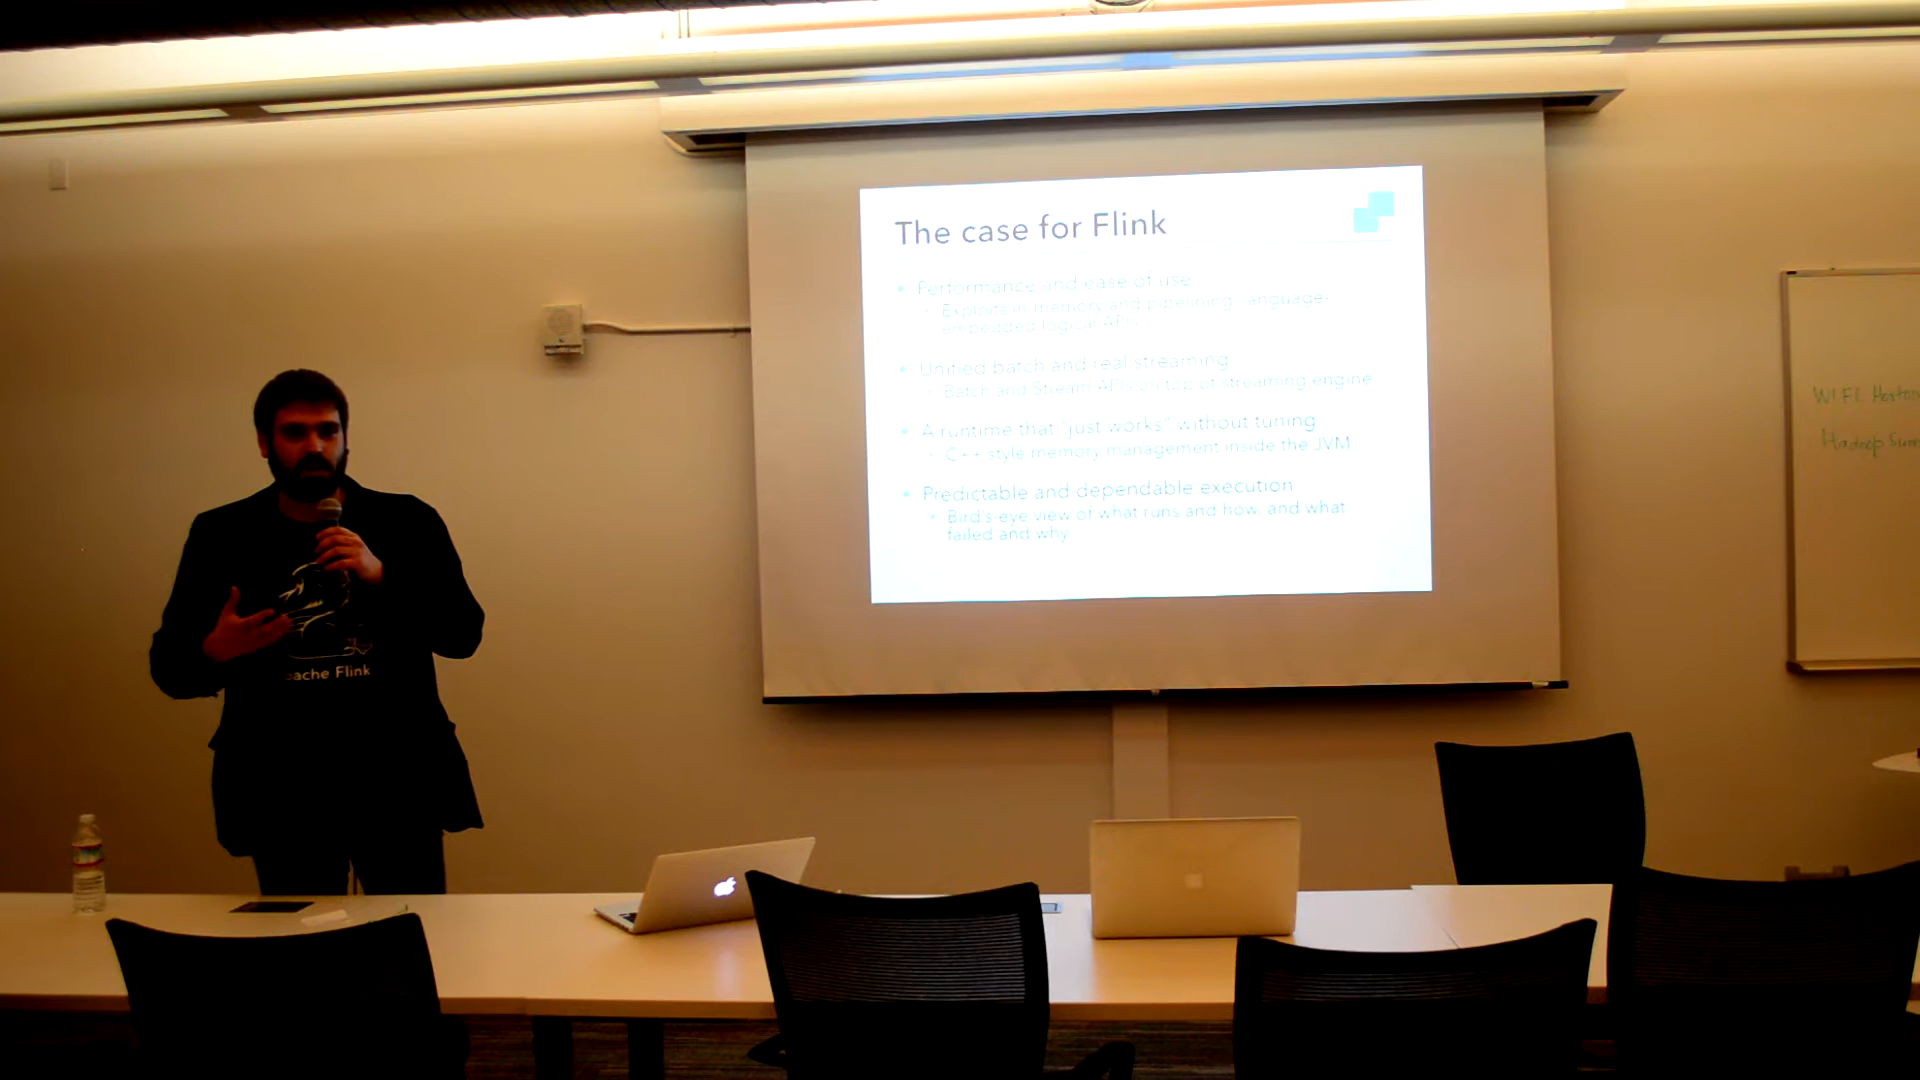 The case for Flink
Performance and ease of use
Exploits in-memory and pipelining, language-
embedded logical APIs
Unified batch and real streaming
Batch and Stream APIs on top of streaming engine
A runtime that "just works" without tuning
C++ style memory management inside the JVM
Predictable and dependable execution
Bird's-eye view of what runs and how, and what
failed and why
ache Flink
WIFI Horton
Hadoop Sum